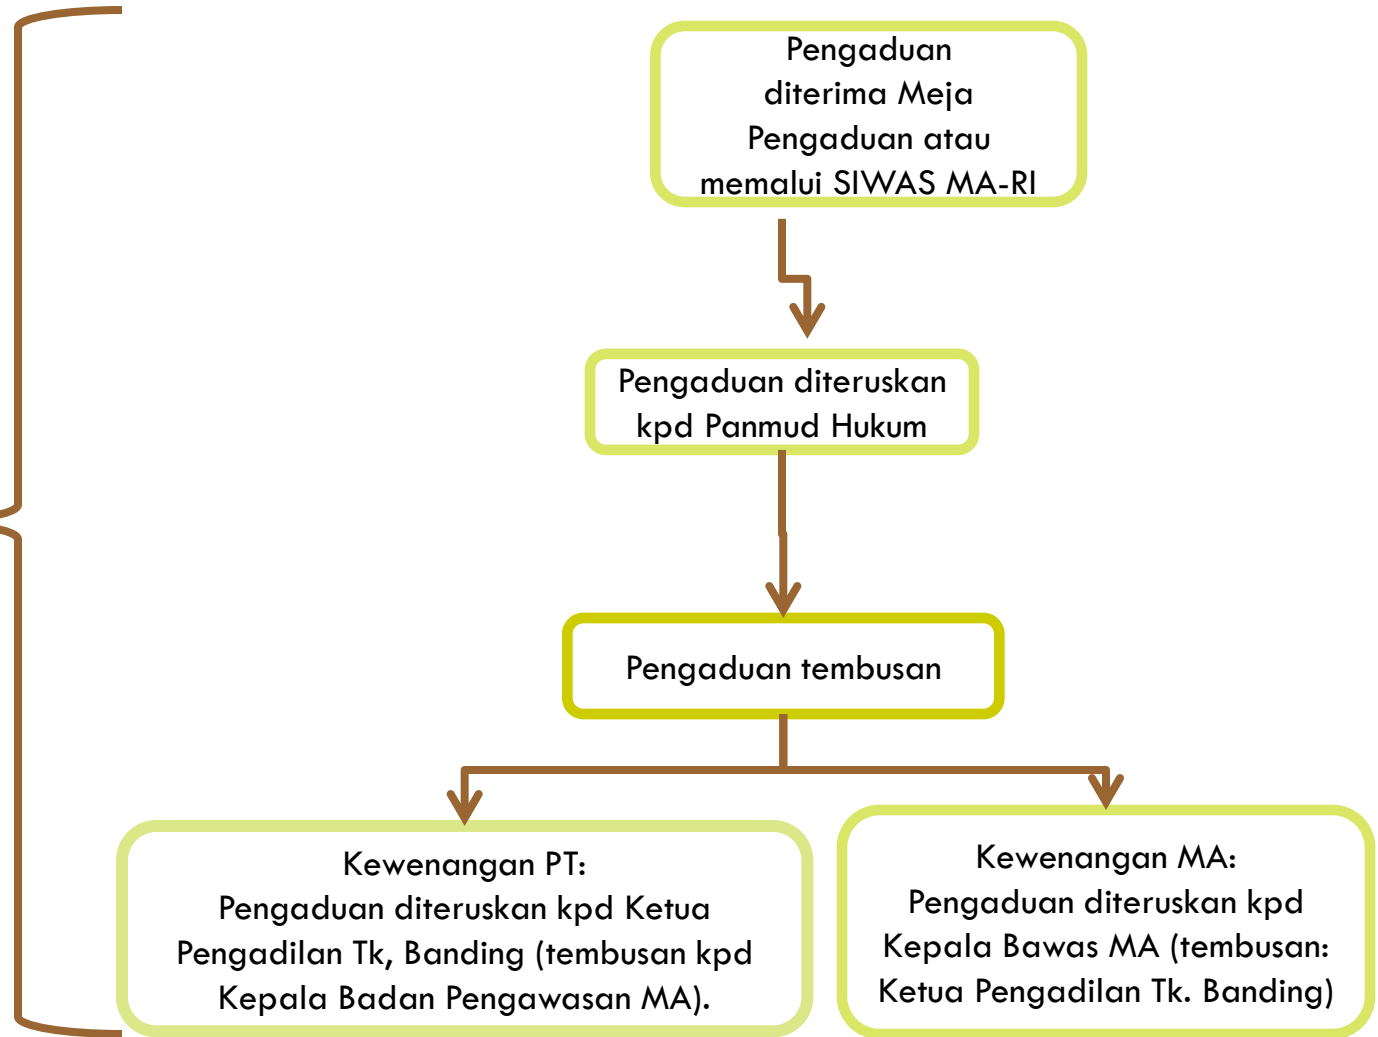 Pengaduan
diterima Meja
Pengaduan atau
memalui SIWAS MA-RI
Pengaduan diteruskan
kpd Panmud Hukum
Pengaduan tembusan
Kewenangan PT:
Pengaduan diteruskan kpd Ketua
Pengadilan Tk, Banding (tembusan kpd
Kepala Badan Pengawasan MA).
Kewenangan MA:
Pengaduan diteruskan kpd
Kepala Bawas MA (tembusan:
Ketua Pengadilan Tk. Banding)